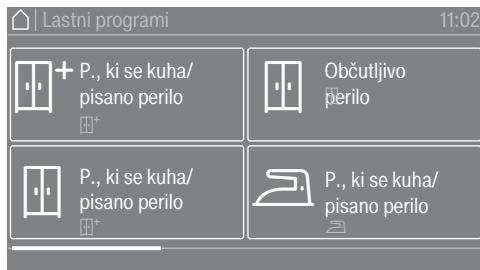 Lastni programi 11:02
P., ki se kuha/
pisano perilo
Občutljivo
perilo
P., ki se kuha/
pisano perilo
P., ki se kuha/
pisano perilo